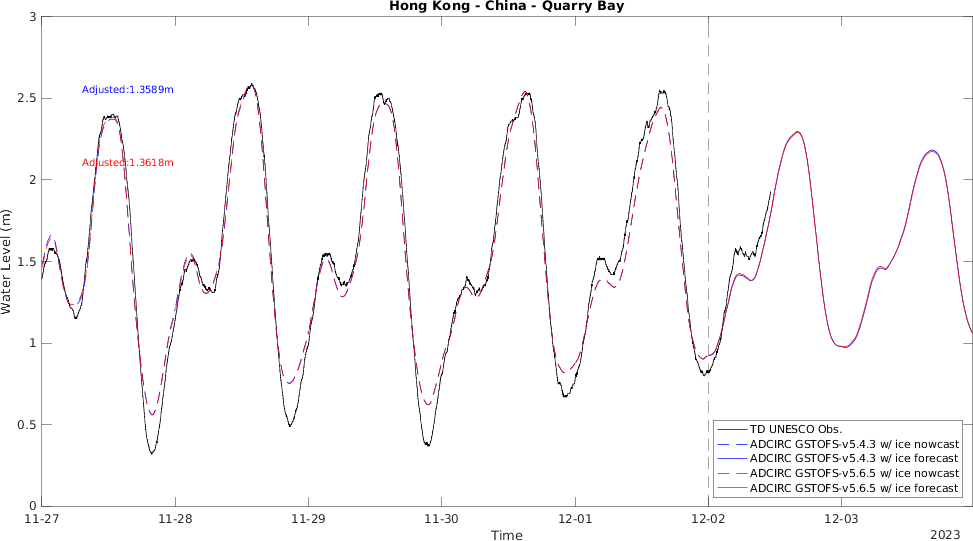 Hong Kong - China - Quarry Bay
3
2.5
2
1.5
1
0.5
0
Water Level (m)
Adjusted:1.3589m
Adjusted:1.3618m
TD UNESCO Obs.
ADCIRC GSTOFS-v5.4.3 w/ ice nowcast
ADCIRC GSTOFS-v5.4.3 w/ ice forecast
ADCIRC GSTOFS-v5.6.5 w/ ice nowcast
ADCIRC GSTOFS-v5.6.5 w/ ice forecast
11-27 11-28 11-29 11-30 12-01 12-02 12-03
Time
2023